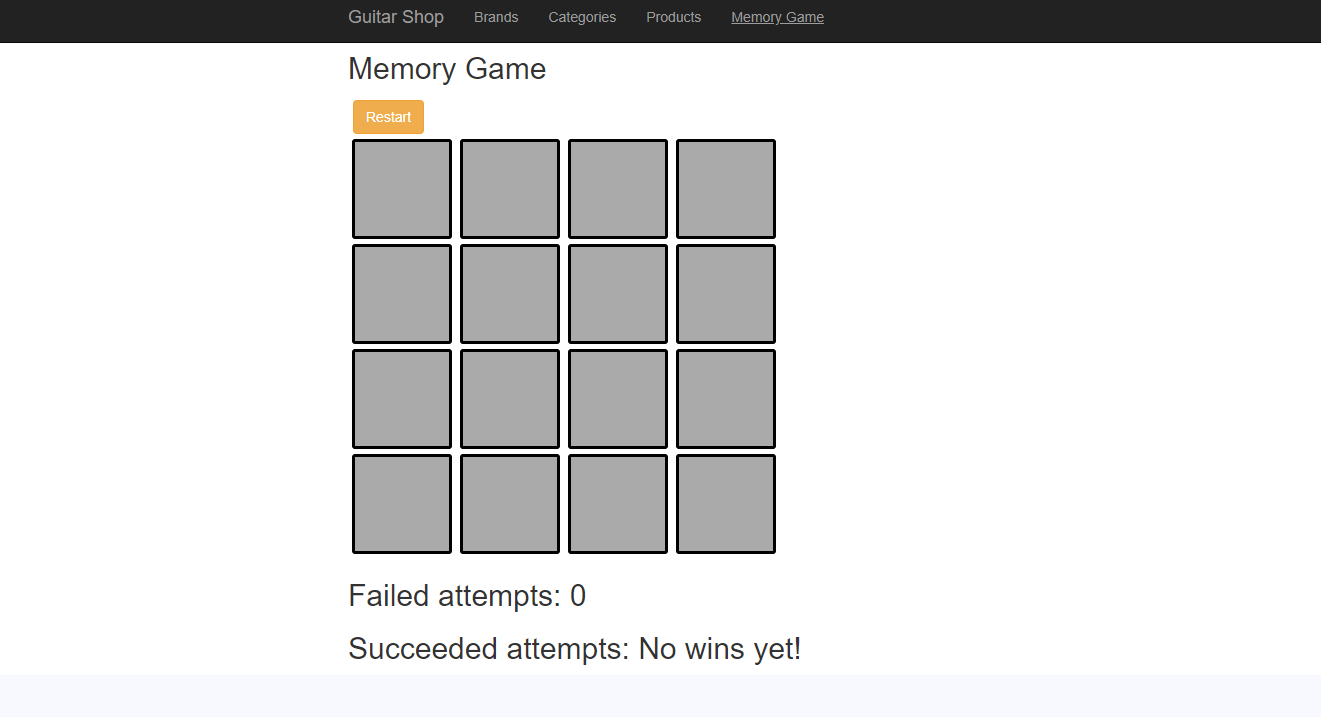 Guitar Shop Brands Categories Products Memory Game
Memory Game
Restart
Failed attempts: 0
Succeeded attempts: No wins yet!